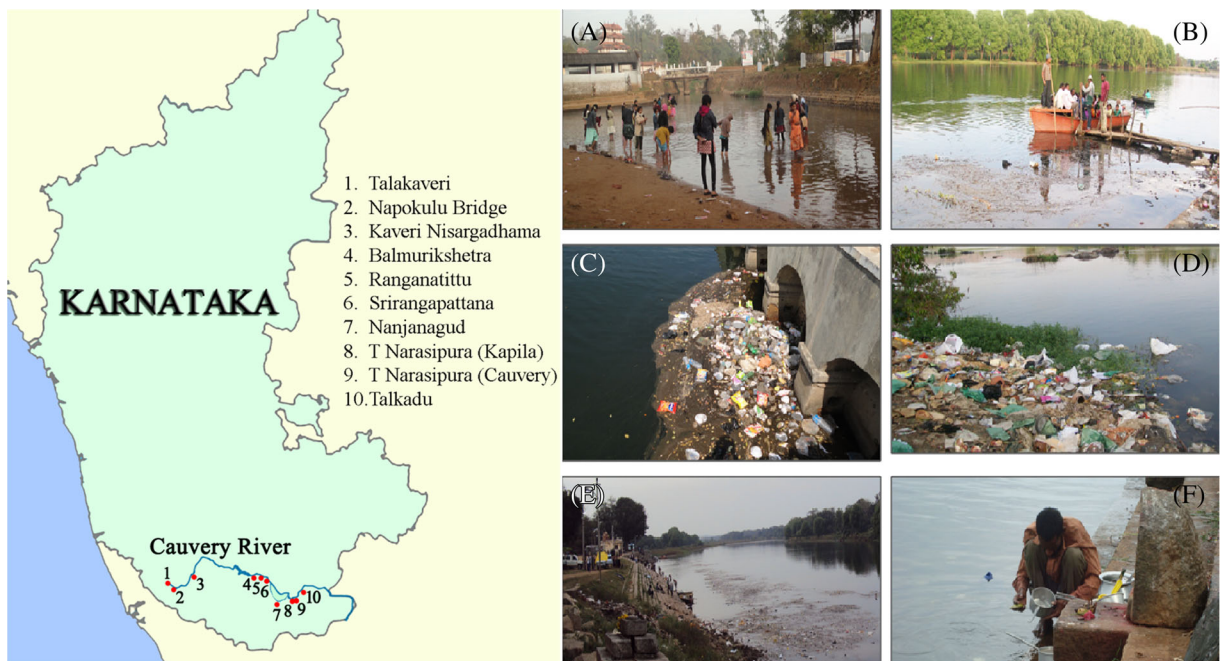 KARNATAKA
1. Talakaveri
2. Napokulu Bridge
3. Kaveri Nisargadhama
4. Balmurikshetra
5. Ranganatittu
6. Srirangapattana
7. Nanjanagud
8. T Narasipura (Kapila)
9. T Narasipura (Cauvery)
10.Talkadu
Cauvery River
1
2
3
4
5
6
7
8
9
10
(A)
(B)
(C)
(D)
(E)
(F)